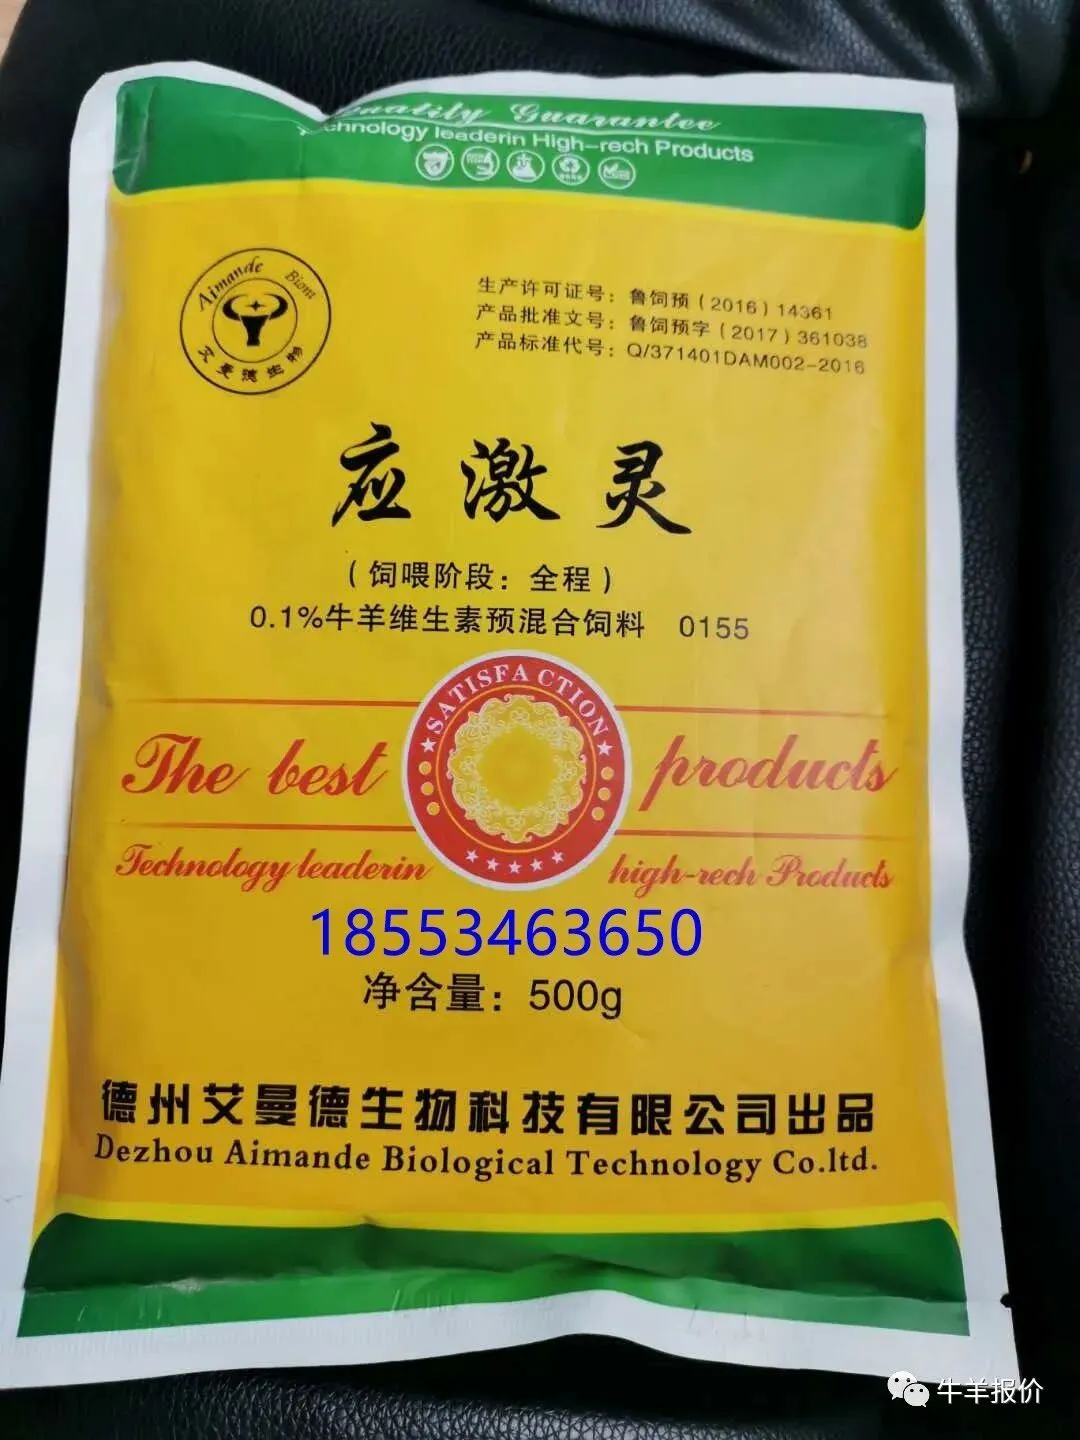 Quality Guarantee
Technology leaderin High-rech Products
Aimande Biont
艾曼德生物
生产许可证号：鲁饲预（2016）14361
产品批准文号：鲁饲预字（2017）361038
产品标准代号：Q/371401DAM002-2016
应激灵
（饲喂阶段：全程）
0.1%牛羊维生素预混合饲料 0155
SATISFACTION
The best products
Technology leaderin high-rech Products
18553463650
净含量：500g
德州艾曼德生物科技有限公司出品
Dezhou Aimande Biological Technology Co.ltd.
牛羊报价